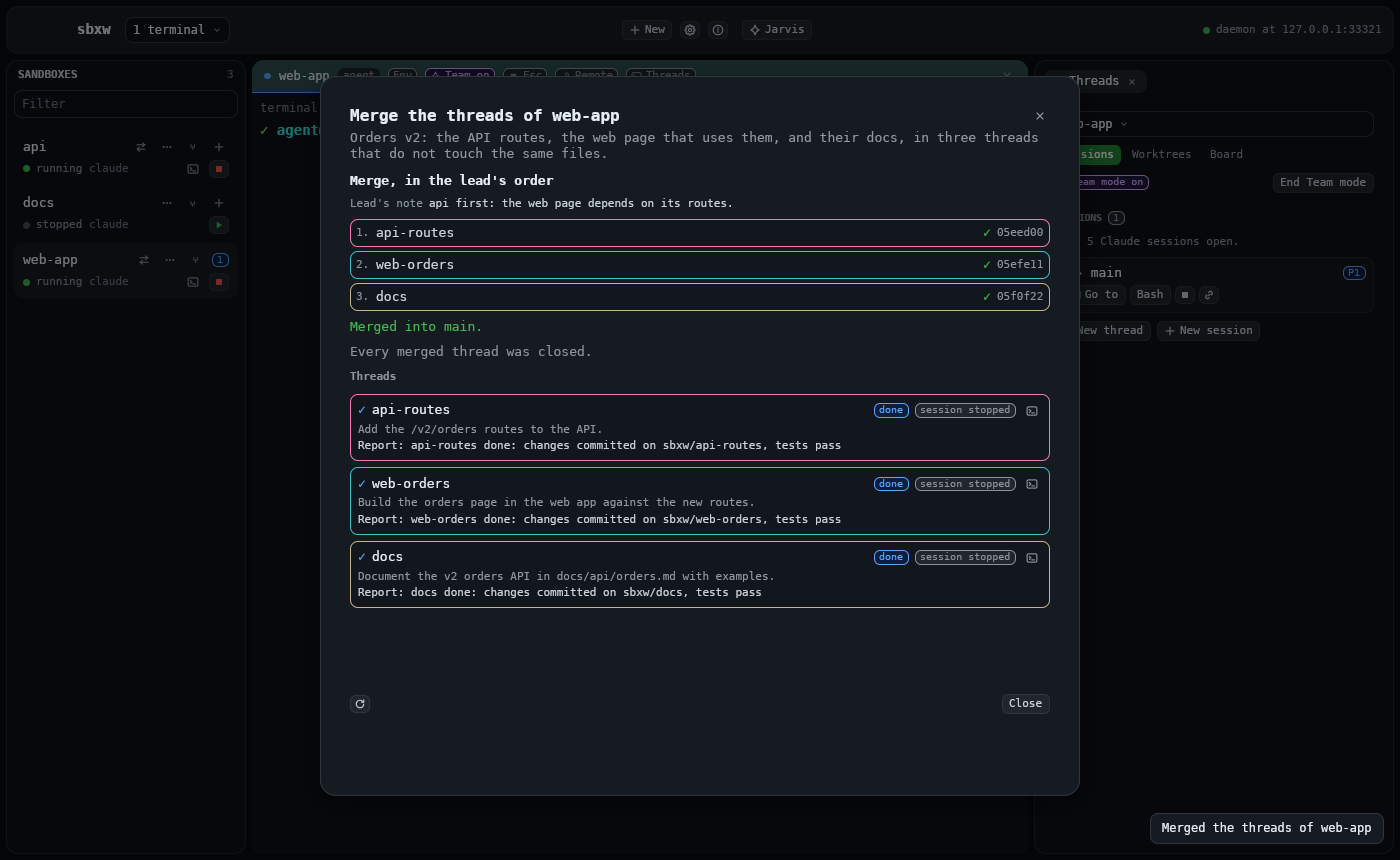 sbxw
1 terminal
New
Jarvis
daemon at 127.0.0.1:33321
SANDBOXES
3
Filter
api
running claude
docs
stopped claude
web-app
1
running claude
web-app
agent
Env
Team on
Esc
Remote
Threads
terminal
✓
Threads
Worktrees
Board
End Team mode
1
5 Claude sessions open.
main
P1
Go to
Bash
New thread
New session
Merge the threads of web-app
Orders v2: the API routes, the web page that uses them, and their docs, in three threads
that do not touch the same files.
Merge, in the lead's order
Lead's note api first: the web page depends on its routes.
1. api-routes ✓ 05eed00
2. web-orders ✓ 05efe11
3. docs ✓ 05f0f22
Merged into main.
Every merged thread was closed.
Threads
✓ api-routes done session stopped
Add the /v2/orders routes to the API.
Report: api-routes done: changes committed on sbxw/api-routes, tests pass
✓ web-orders done session stopped
Build the orders page in the web app against the new routes.
Report: web-orders done: changes committed on sbxw/web-orders, tests pass
✓ docs done session stopped
Document the v2 orders API in docs/api/orders.md with examples.
Report: docs done: changes committed on sbxw/docs, tests pass
Close
Merged the threads of web-app